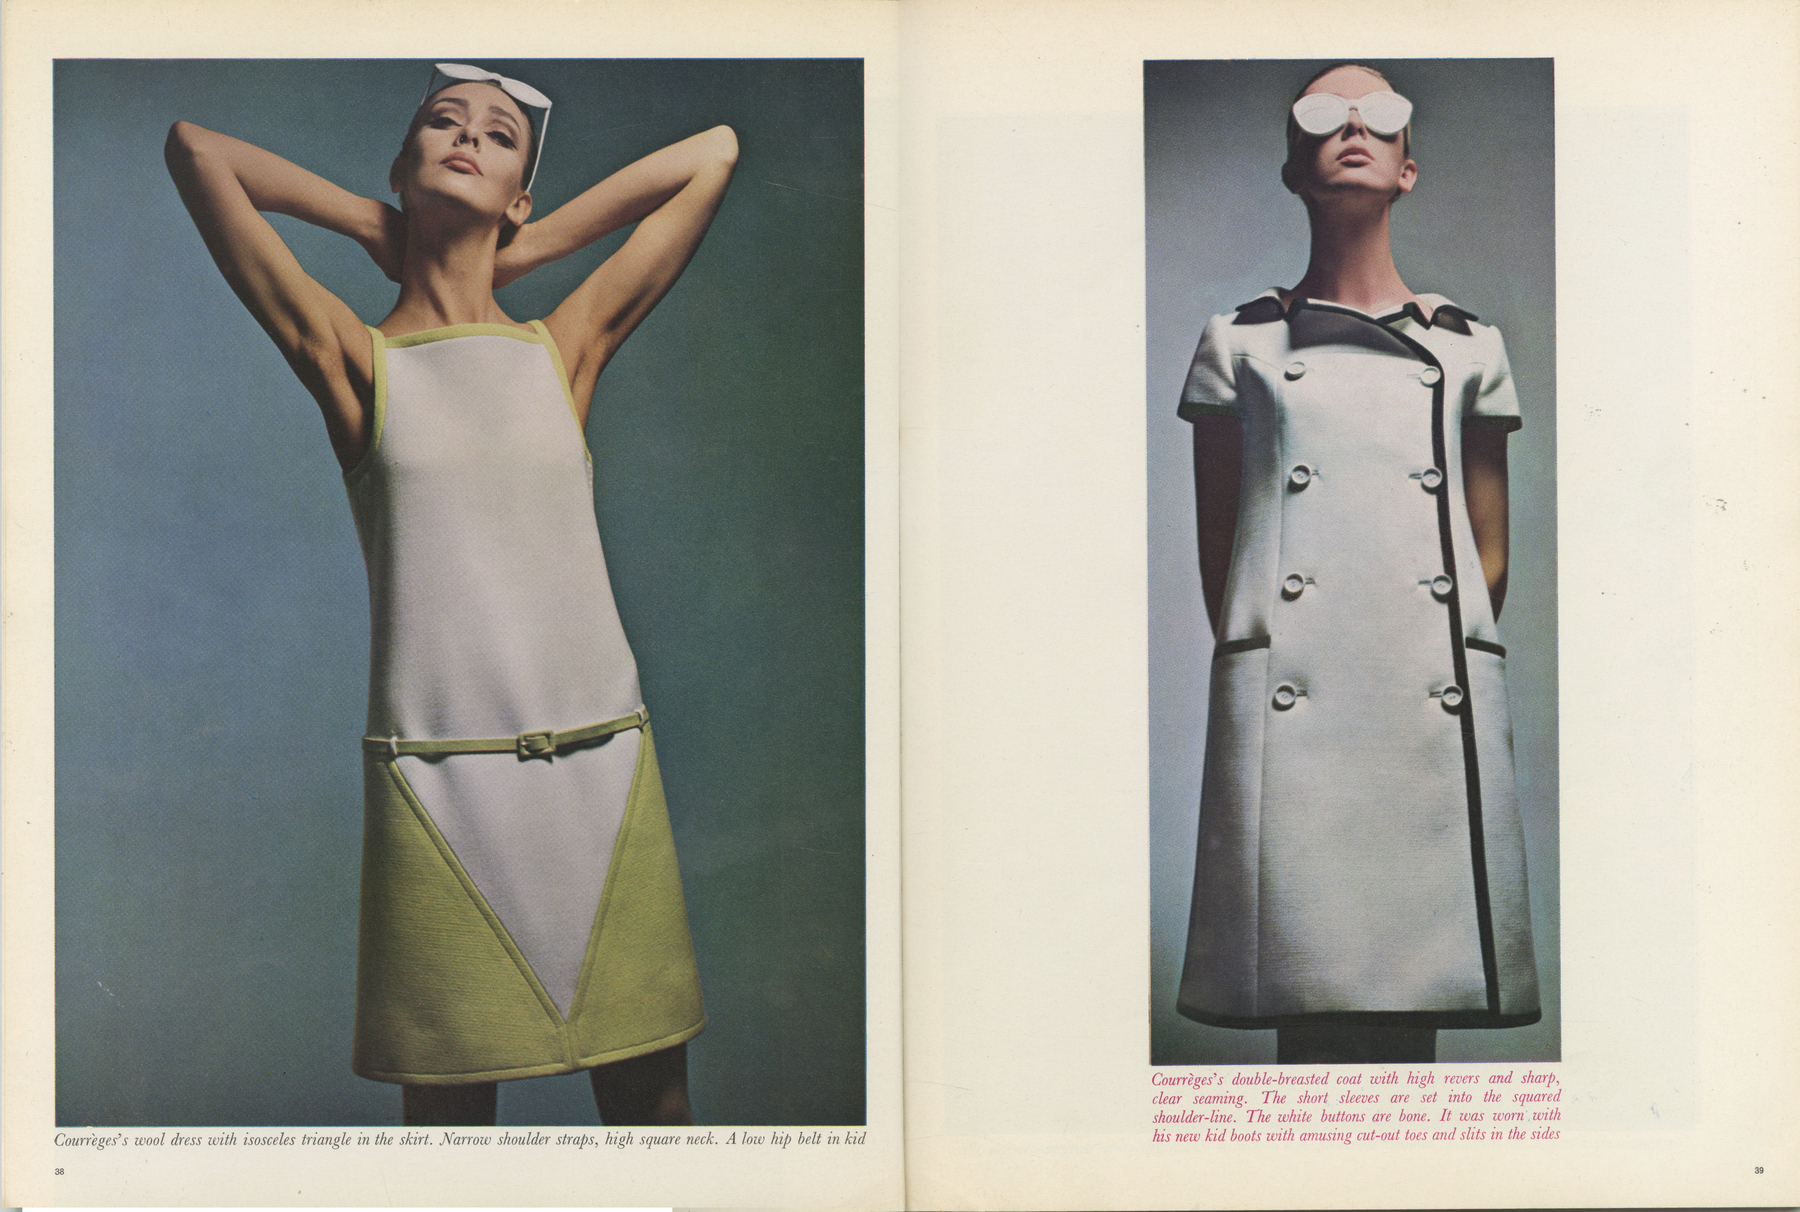 Courrèges's wool dress with isosceles triangle in the skirt. Narrow shoulder straps, high square neck. A low hip belt in kid
38
Courrèges's double-breasted coat with high revers and sharp,
clear seaming. The short sleeves are set into the squared
shoulder-line. The white buttons are bone. It was worn with
his new kid boots with amusing cut-out toes and slits in the sides
39